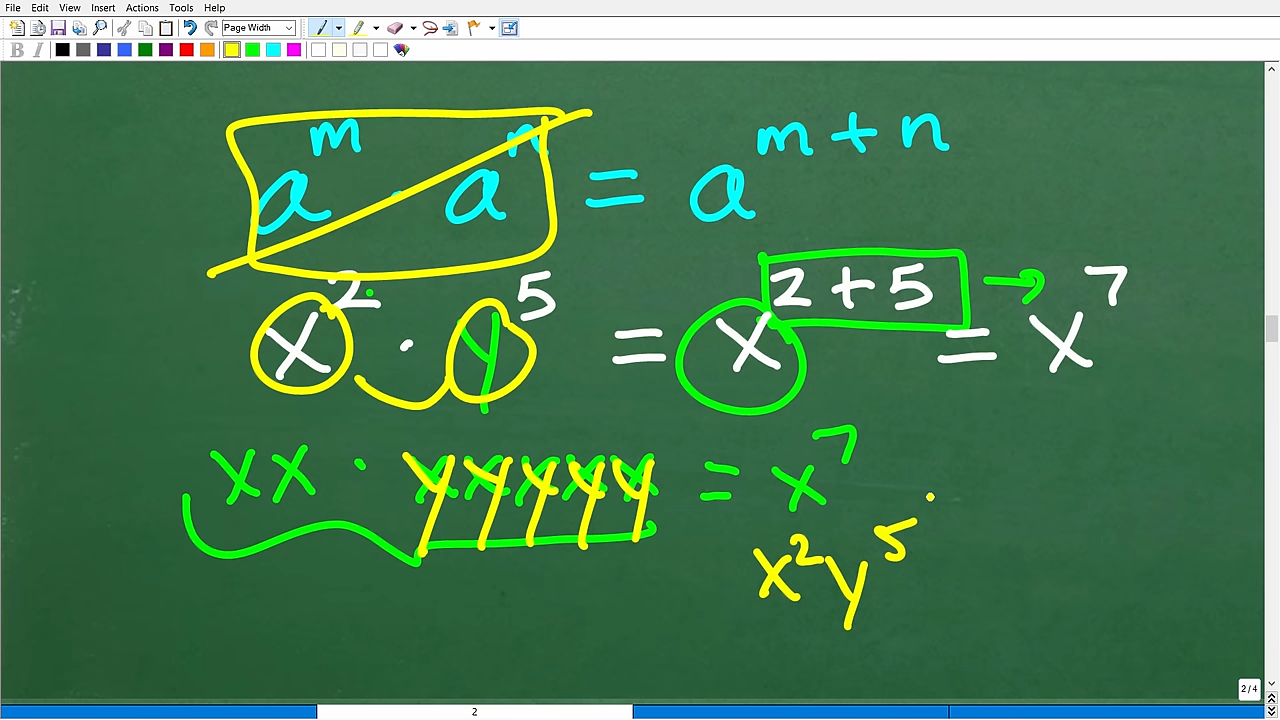 File Edit View Insert Actions Tools Help
Page Width
B I
a^m · a^n = a^(m + n)
x^2 · y^5 = x^(2 + 5) → = x^7
xx · yyyyy = x^7
x^2 y^5
2 / 4
2